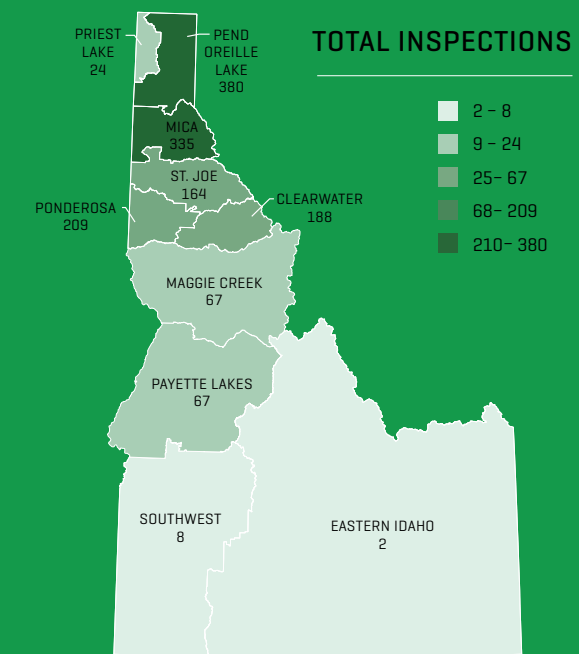 TOTAL INSPECTIONS
2 – 8
9 – 24
25– 67
68– 209
210– 380
PRIEST
LAKE
24
PEND
OREILLE
LAKE
380
MICA
335
ST. JOE
164
PONDEROSA
209
CLEARWATER
188
MAGGIE CREEK
67
PAYETTE LAKES
67
SOUTHWEST
8
EASTERN IDAHO
2